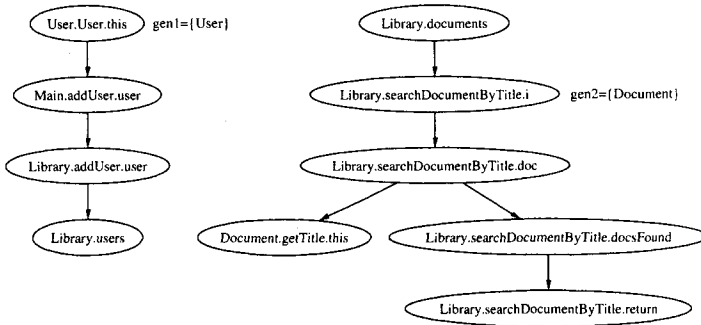 User.User.this
gen1={User}
Main.addUser.user
Library.addUser.user
Library.users
Library.documents
Library.searchDocumentByTitle.i
gen2={Document}
Library.searchDocumentByTitle.doc
Document.getTitle.this
Library.searchDocumentByTitle.docsFound
Library.searchDocumentByTitle.return